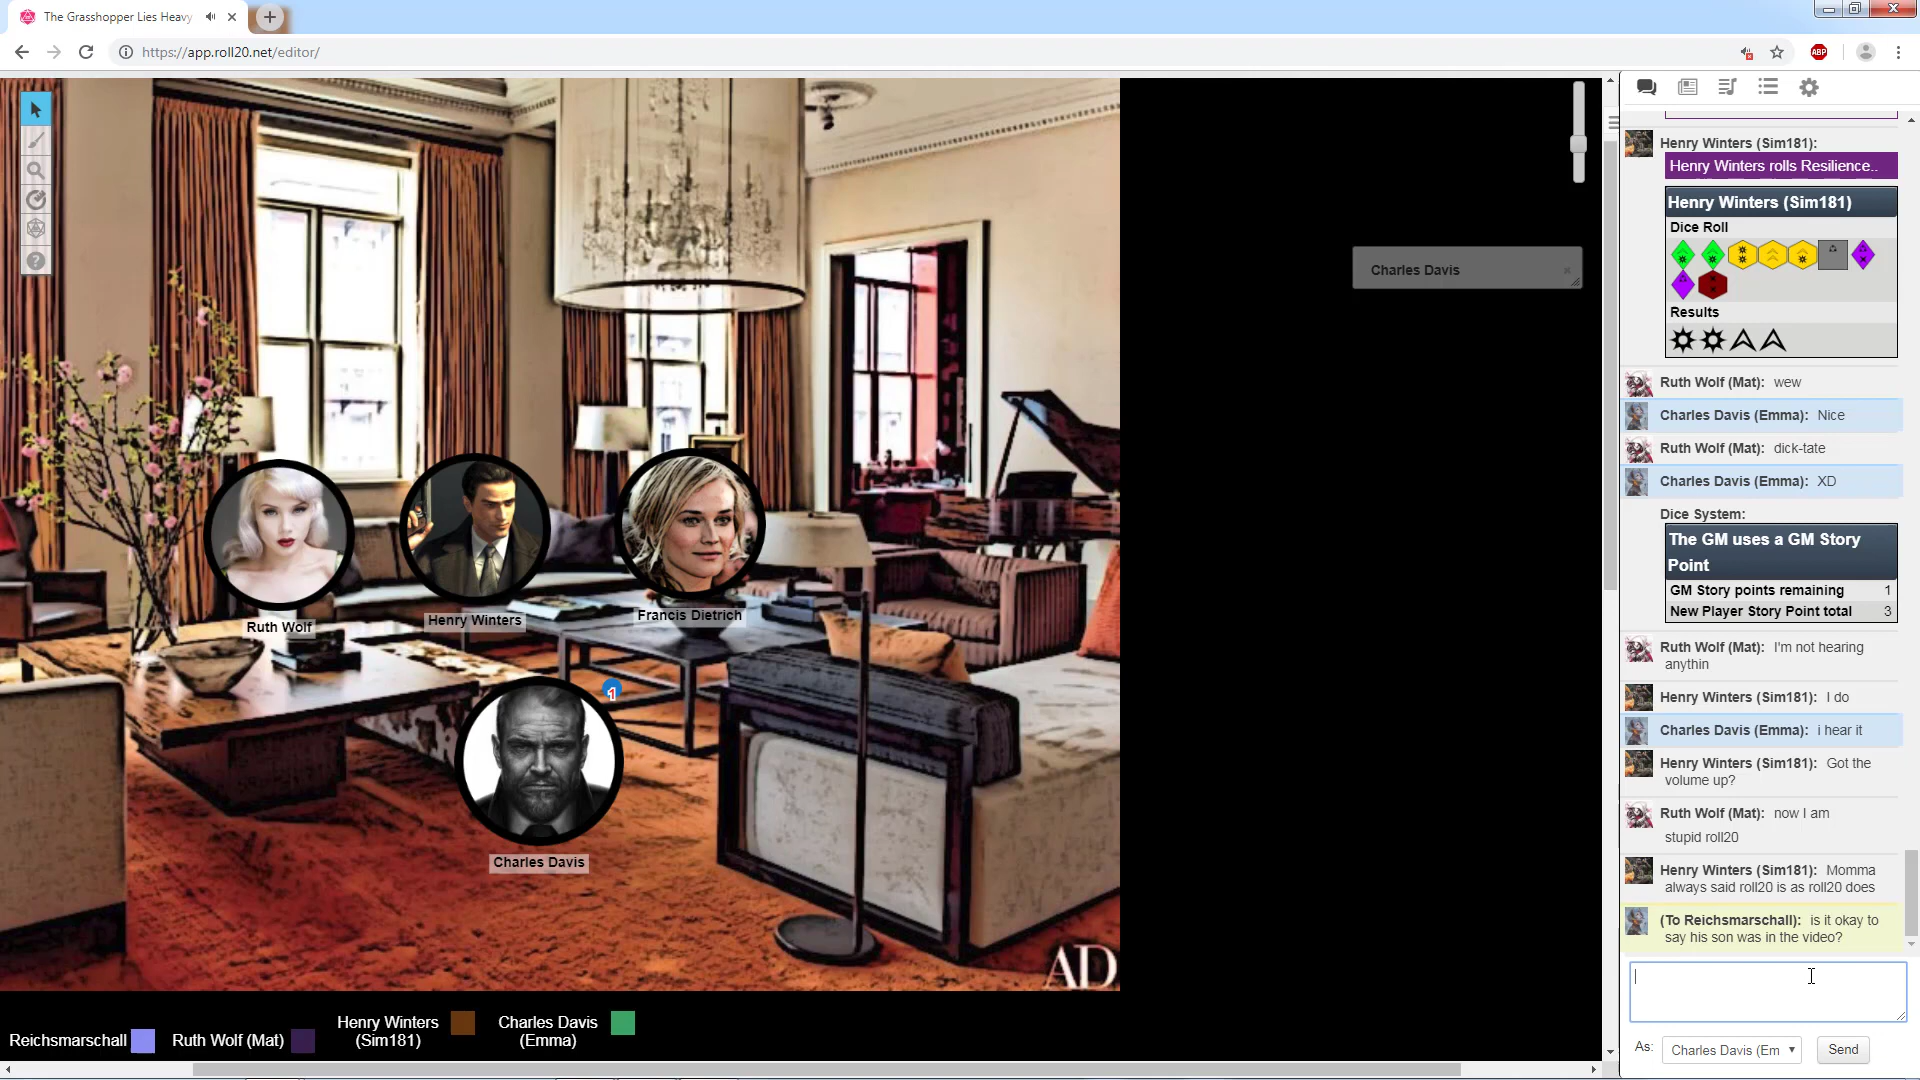 The Grasshopper Lies Heavy
https://app.roll20.net/editor/
ABP
Charles Davis
Ruth Wolf
Henry Winters
Francis Dietrich
1
Charles Davis
AD
Reichsmarschall
Ruth Wolf (Mat)
Henry Winters
(Sim181)
Charles Davis
(Emma)
Henry Winters (Sim181):
Henry Winters rolls Resilience..
Henry Winters (Sim181)
Dice Roll
Results
Ruth Wolf (Mat): wew
Charles Davis (Emma): Nice
Ruth Wolf (Mat): dick-tate
Charles Davis (Emma): XD
Dice System:
The GM uses a GM Story
Point
GM Story points remaining 1
New Player Story Point total 3
Ruth Wolf (Mat): I'm not hearing
anythin
Henry Winters (Sim181): I do
Charles Davis (Emma): i hear it
Henry Winters (Sim181): Got the
volume up?
Ruth Wolf (Mat): now I am
stupid roll20
Henry Winters (Sim181): Momma
always said roll20 is as roll20 does
(To Reichsmarschall): is it okay to
say his son was in the video?
As: Charles Davis (Em
Send